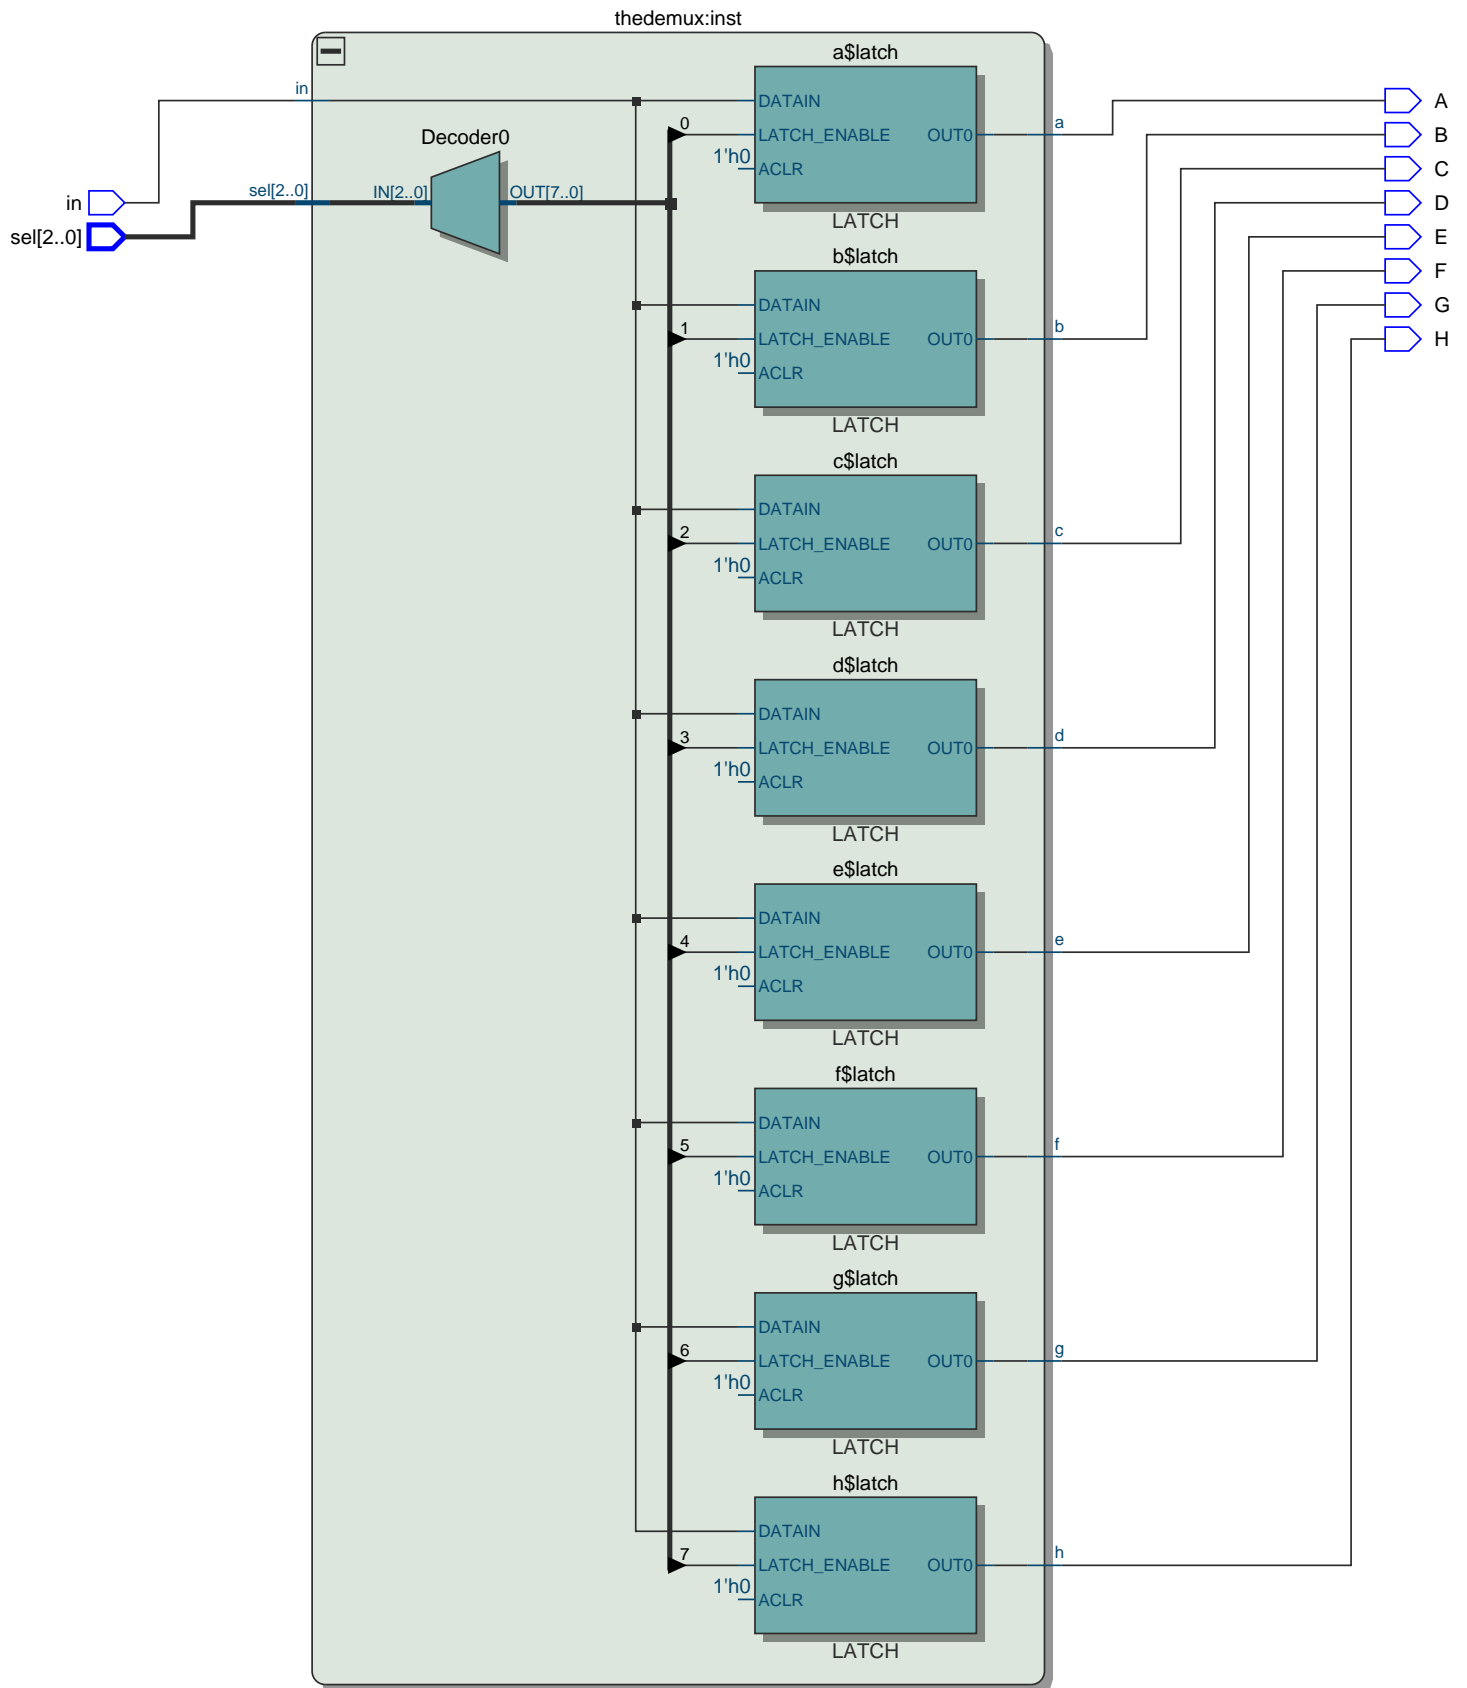 thedemux:inst
in
sel[2..0]
in
sel[2..0]
Decoder0
IN[2..0]
OUT[7..0]
a$latch
DATAIN
0
LATCH_ENABLE OUT0
1'h0
ACLR
LATCH
a
b$latch
DATAIN
1
LATCH_ENABLE OUT0
1'h0
ACLR
LATCH
b
c$latch
DATAIN
2
LATCH_ENABLE OUT0
1'h0
ACLR
LATCH
c
d$latch
DATAIN
3
LATCH_ENABLE OUT0
1'h0
ACLR
LATCH
d
e$latch
DATAIN
4
LATCH_ENABLE OUT0
1'h0
ACLR
LATCH
e
f$latch
DATAIN
5
LATCH_ENABLE OUT0
1'h0
ACLR
LATCH
f
g$latch
DATAIN
6
LATCH_ENABLE OUT0
1'h0
ACLR
LATCH
g
h$latch
DATAIN
7
LATCH_ENABLE OUT0
1'h0
ACLR
LATCH
h
A
B
C
D
E
F
G
H